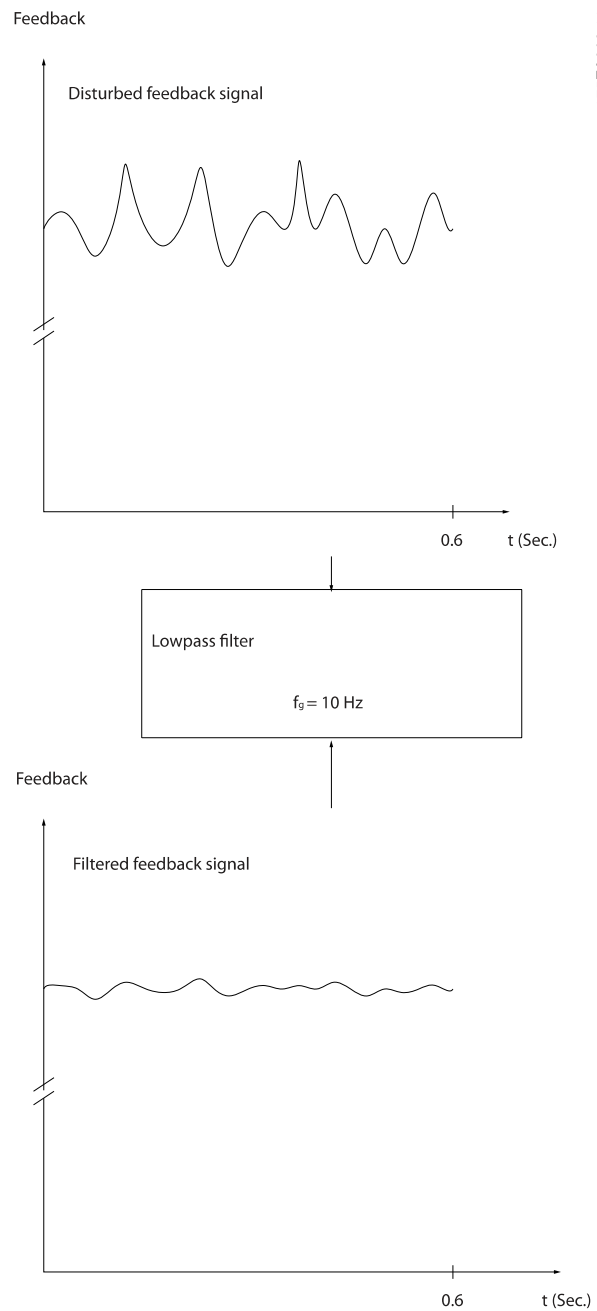 Feedback
Disturbed feedback signal
0.6 t (Sec.)
Lowpass filter
fg = 10 Hz
Feedback
Filtered feedback signal
0.6 t (Sec.)